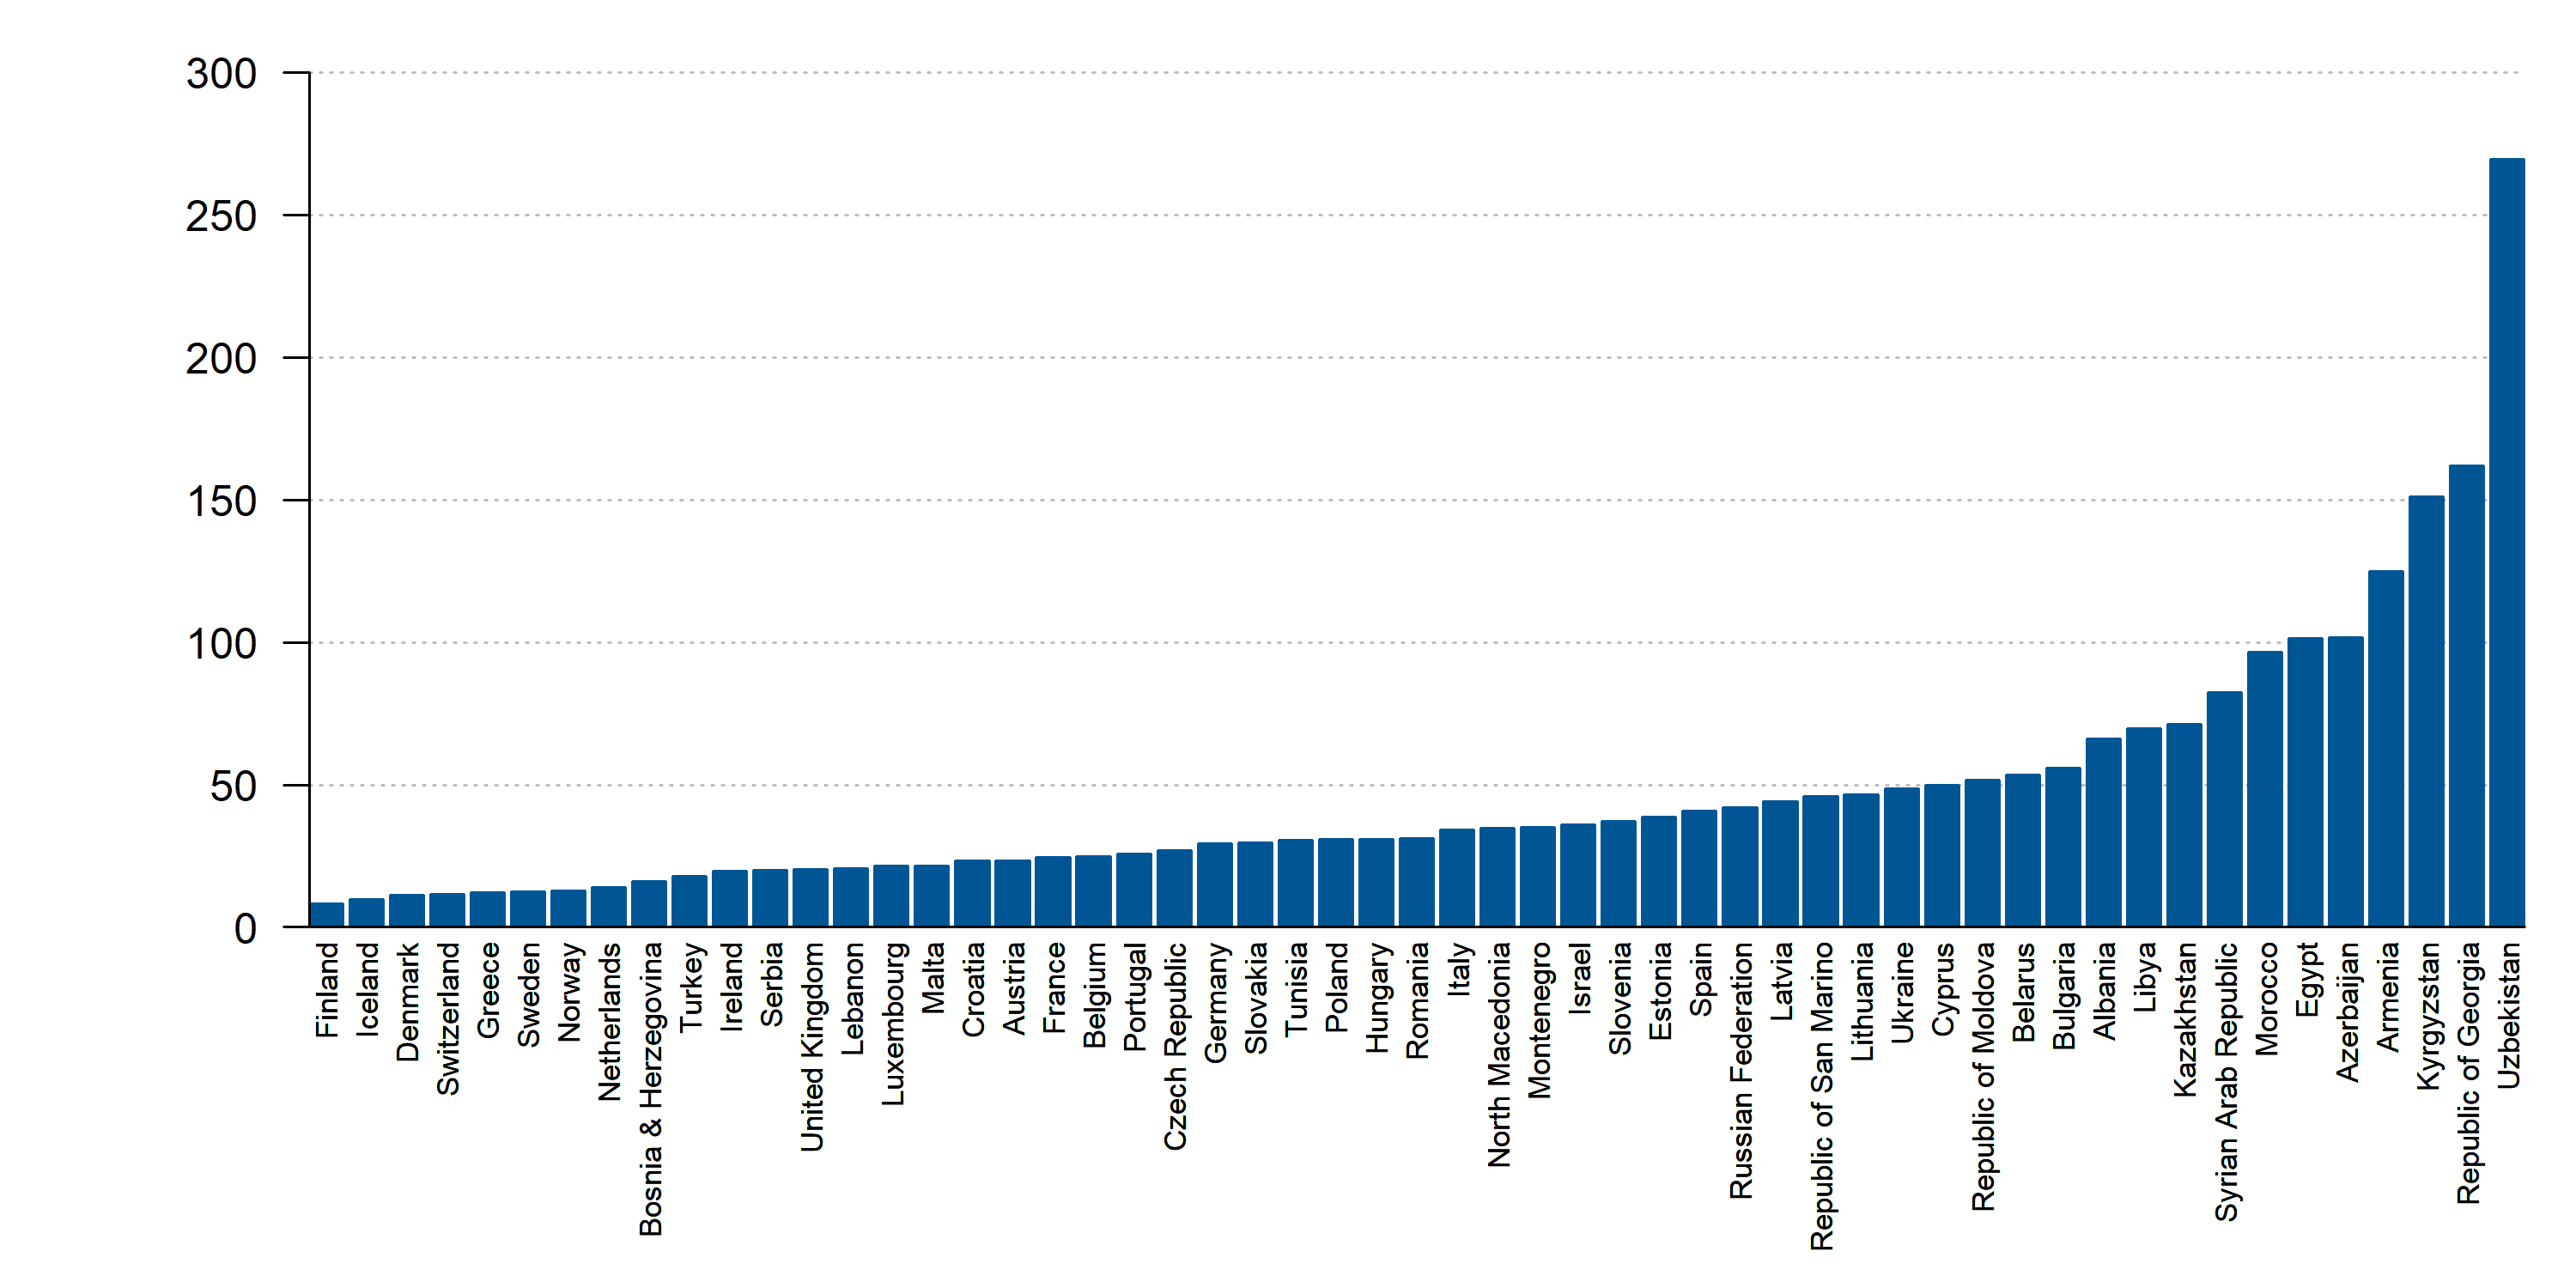 300
250
200
150
100
50
0
Finland
Iceland
Denmark
Switzerland
Greece
Sweden
Norway
Netherlands
Bosnia & Herzegovina
Turkey
Ireland
Serbia
United Kingdom
Lebanon
Luxembourg
Malta
Croatia
Austria
France
Belgium
Portugal
Czech Republic
Germany
Slovakia
Tunisia
Poland
Hungary
Romania
Italy
North Macedonia
Montenegro
Israel
Slovenia
Estonia
Spain
Russian Federation
Latvia
Republic of San Marino
Lithuania
Ukraine
Cyprus
Republic of Moldova
Belarus
Bulgaria
Albania
Libya
Kazakhstan
Syrian Arab Republic
Morocco
Egypt
Azerbaijan
Armenia
Kyrgyzstan
Republic of Georgia
Uzbekistan